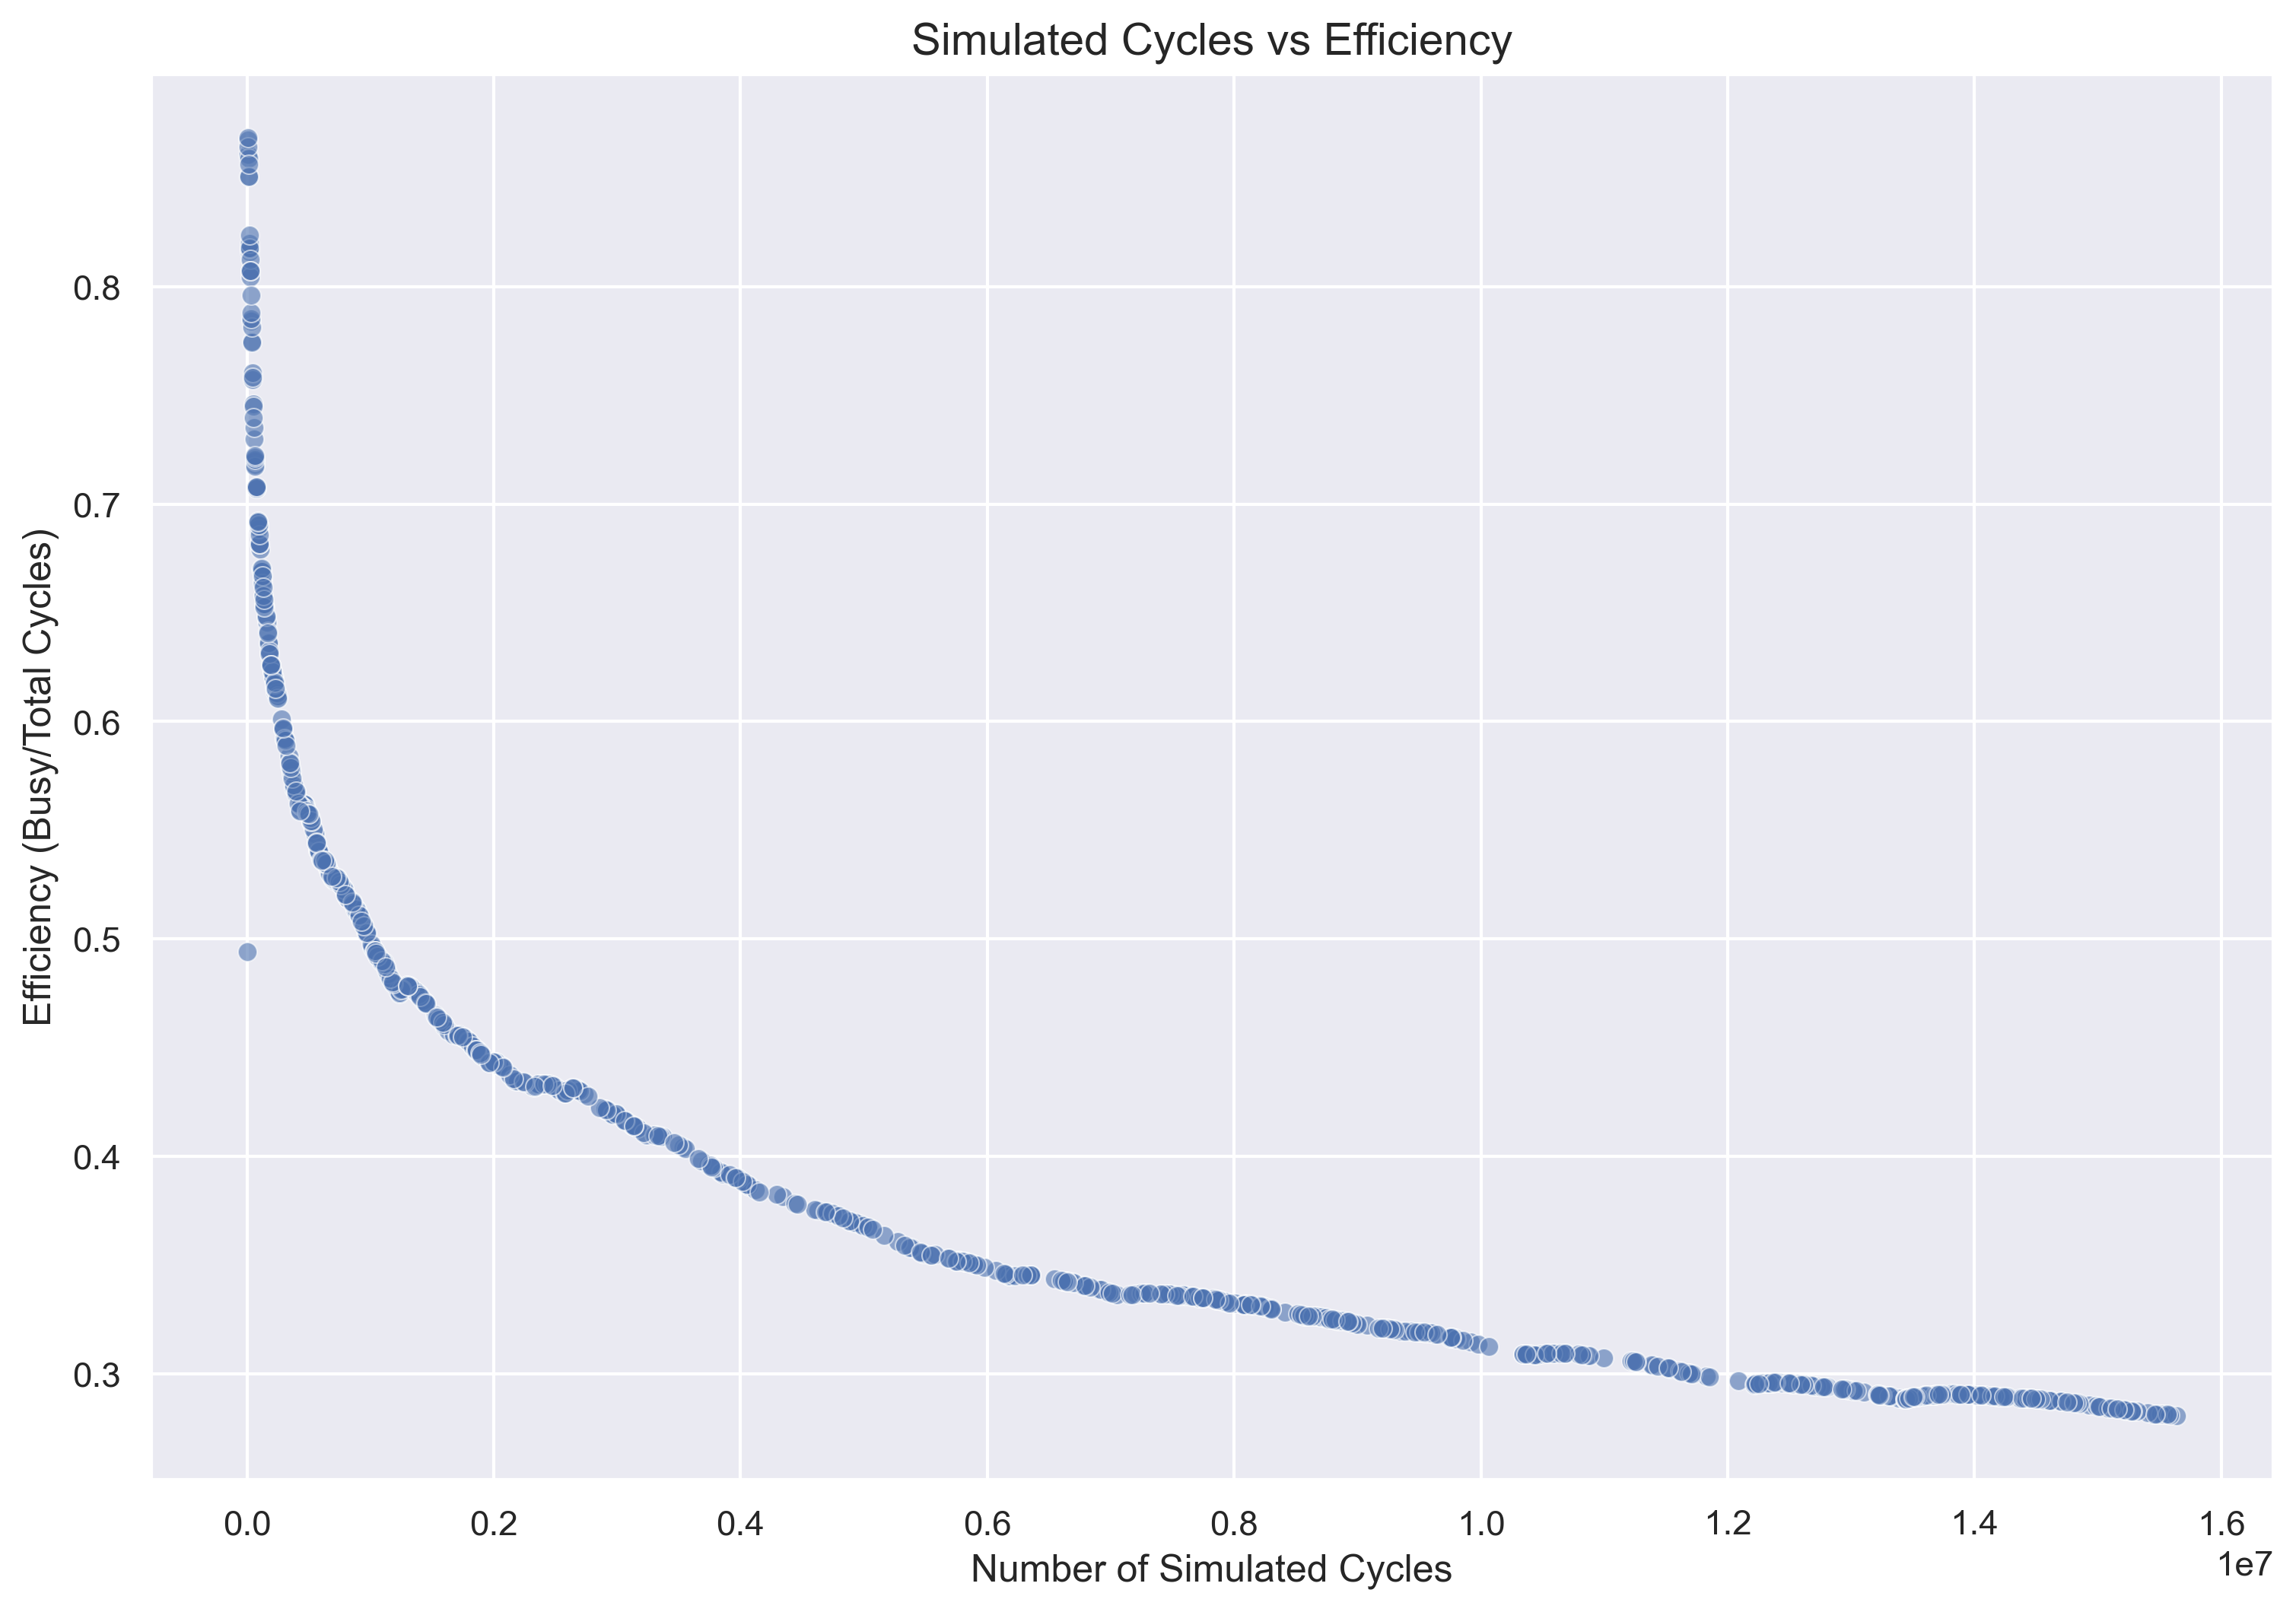 Simulated Cycles vs Efficiency
Efficiency (Busy/Total Cycles)
0.8
0.7
0.6
0.5
0.4
0.3
0.0 0.2 0.4 0.6 0.8 1.0 1.2 1.4 1.6
1e7
Number of Simulated Cycles